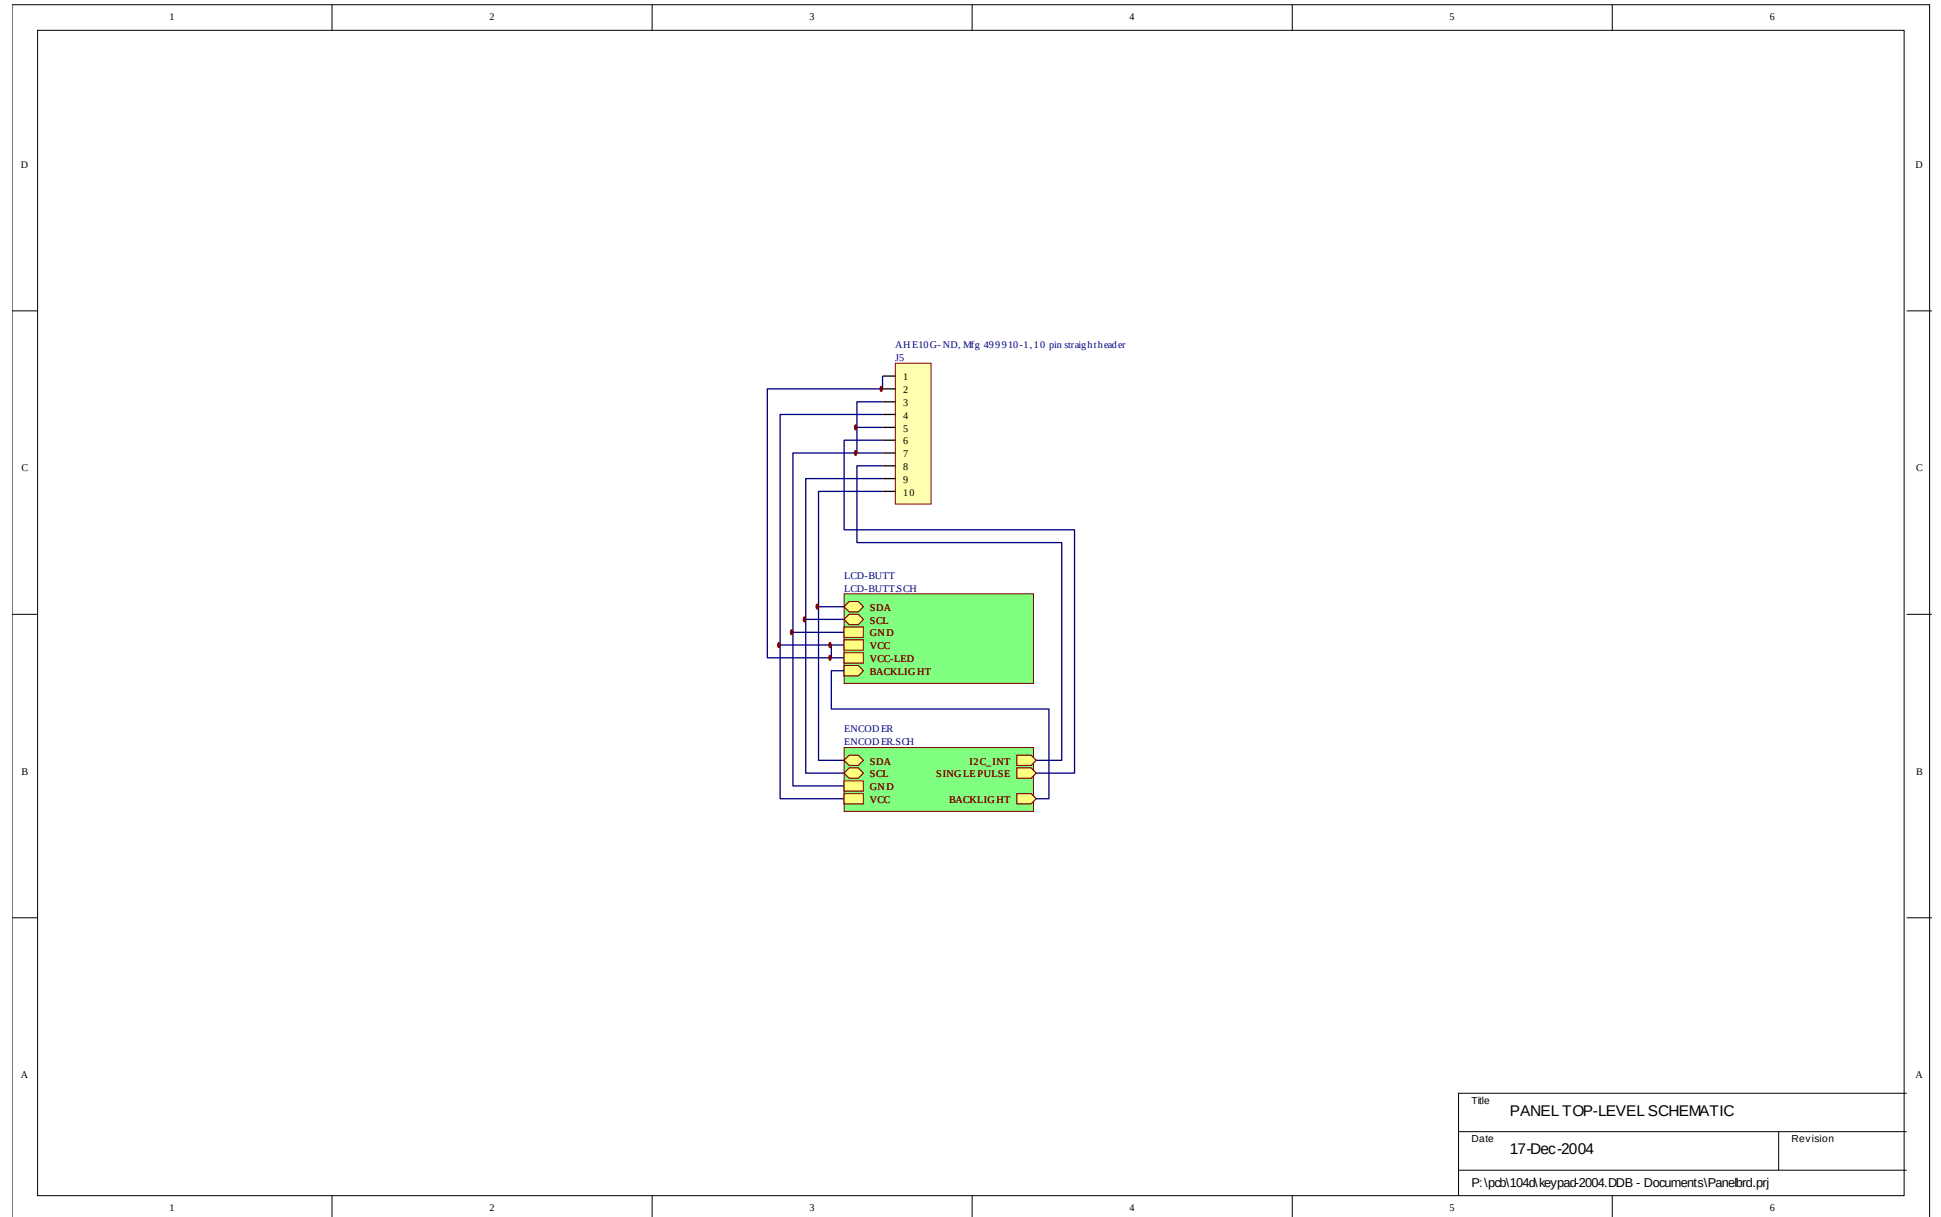 1 2 3 4 5 6
D D
AHE10G-ND, Mfg 499910-1, 10 pin straight header
J5
1
2
3
4
5
6
7
8
9
10
C C
LCD-BUTT
LCD-BUTT.SCH
SDA
SCL
GND
VCC
VCC-LED
BACKLIGHT
ENCODER
ENCODER.SCH
SDA I2C_INT
SCL SINGLEPULSE
GND
VCC BACKLIGHT
B B
A A
Title PANEL TOP-LEVEL SCHEMATIC
Date 17-Dec-2004 Revision
P:\pcb\104d\keypad-2004.DDB - Documents\Panelbrd.prj
1 2 3 4 5 6